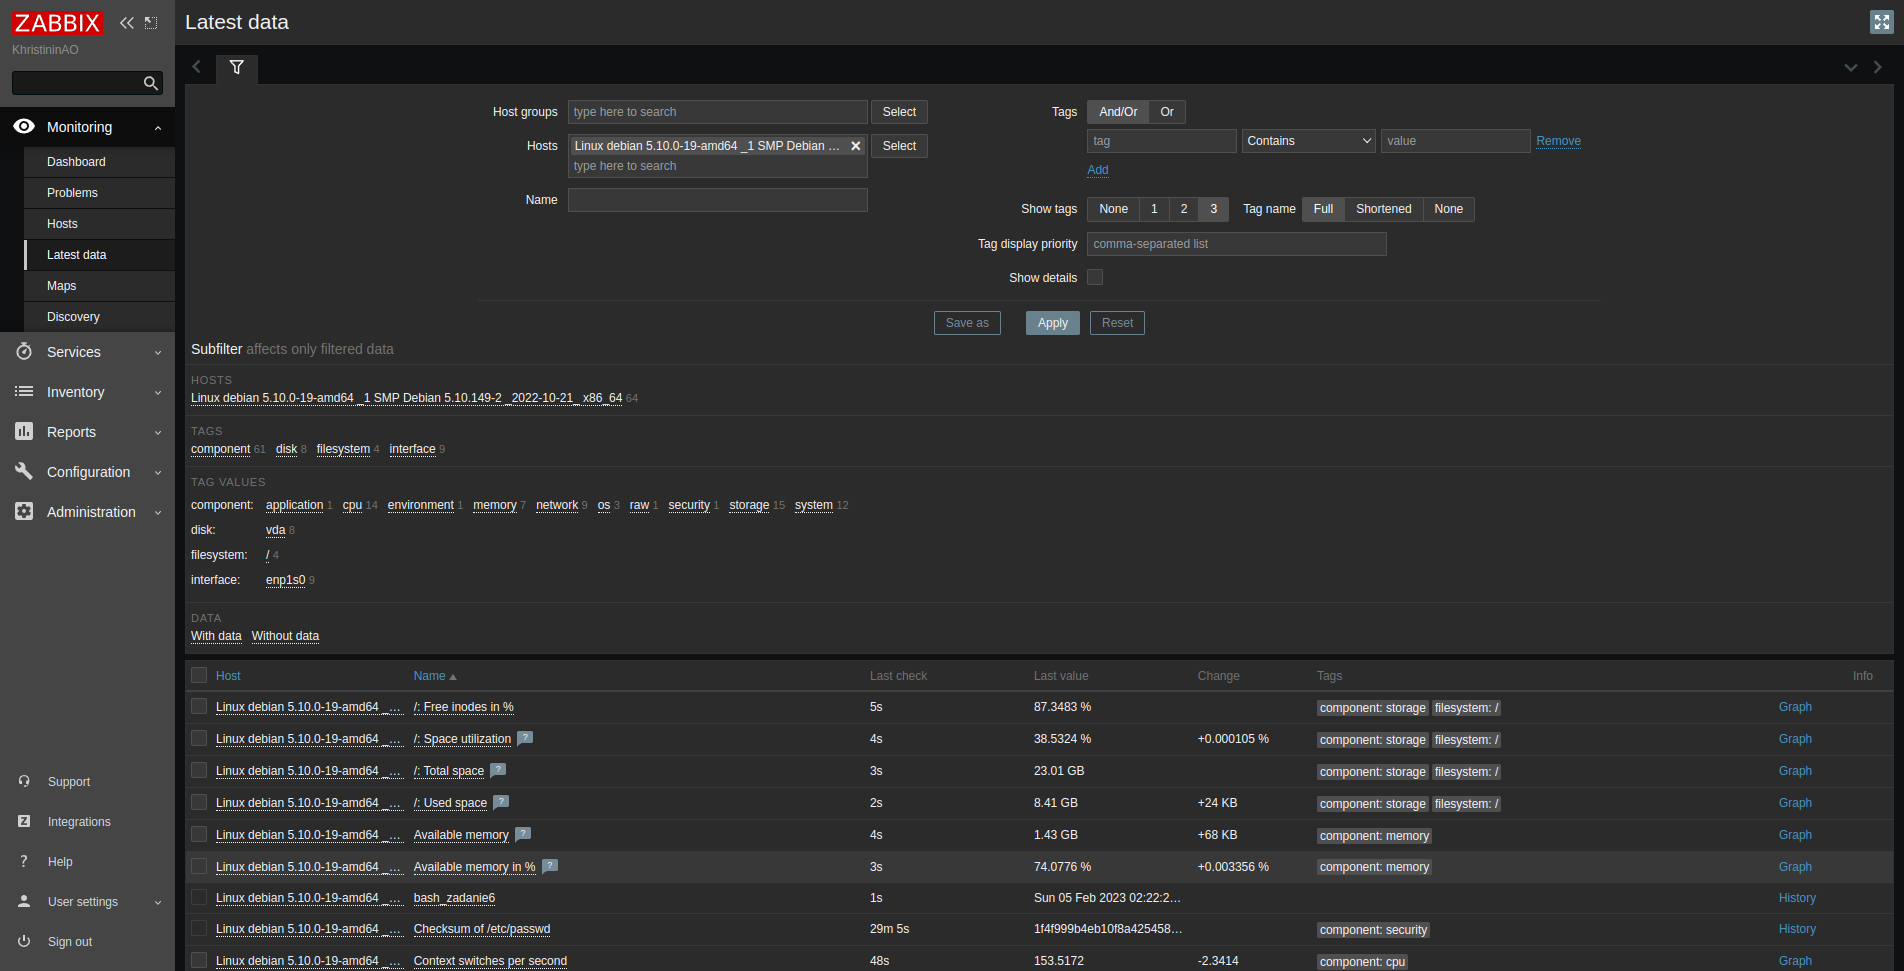 ZABBIX
KhristininAO
Monitoring
Dashboard
Problems
Hosts
Latest data
Maps
Discovery
Services
Inventory
Reports
Configuration
Administration
Support
Integrations
Help
User settings
Sign out
Latest data
Host groups type here to search Select
Hosts Linux debian 5.10.0-19-amd64 _1 SMP Debian ... Select
type here to search
Name
Tags And/Or Or
tag Contains value Remove
Add
Show tags None 1 2 3 Tag name Full Shortened None
Tag display priority comma-separated list
Show details
Save as Apply Reset
Subfilter affects only filtered data
HOSTS
Linux debian 5.10.0-19-amd64 _1 SMP Debian 5.10.149-2 _2022-10-21_ x86_64 64
TAGS
component 61 disk 8 filesystem 4 interface 9
TAG VALUES
component: application 1 cpu 14 environment 1 memory 7 network 9 os 3 raw 1 security 1 storage 15 system 12
disk: vda 8
filesystem: / 4
interface: enp1s0 9
DATA
With data Without data
Host Name Last check Last value Change Tags Info
Linux debian 5.10.0-19-amd64 _... /: Free inodes in % 5s 87.3483 % component: storage filesystem: / Graph
Linux debian 5.10.0-19-amd64 _... /: Space utilization ? 4s 38.5324 % +0.000105 % component: storage filesystem: / Graph
Linux debian 5.10.0-19-amd64 _... /: Total space ? 3s 23.01 GB component: storage filesystem: / Graph
Linux debian 5.10.0-19-amd64 _... /: Used space ? 2s 8.41 GB +24 KB component: storage filesystem: / Graph
Linux debian 5.10.0-19-amd64 _... Available memory ? 4s 1.43 GB +68 KB component: memory Graph
Linux debian 5.10.0-19-amd64 _... Available memory in % ? 3s 74.0776 % +0.003356 % component: memory Graph
Linux debian 5.10.0-19-amd64 _... bash_zadanie6 1s Sun 05 Feb 2023 02:22:2... History
Linux debian 5.10.0-19-amd64 _... Checksum of /etc/passwd 29m 5s 1f4f999b4eb10f8a425458... component: security History
Linux debian 5.10.0-19-amd64 _... Context switches per second 48s 153.5172 -2.3414 component: cpu Graph